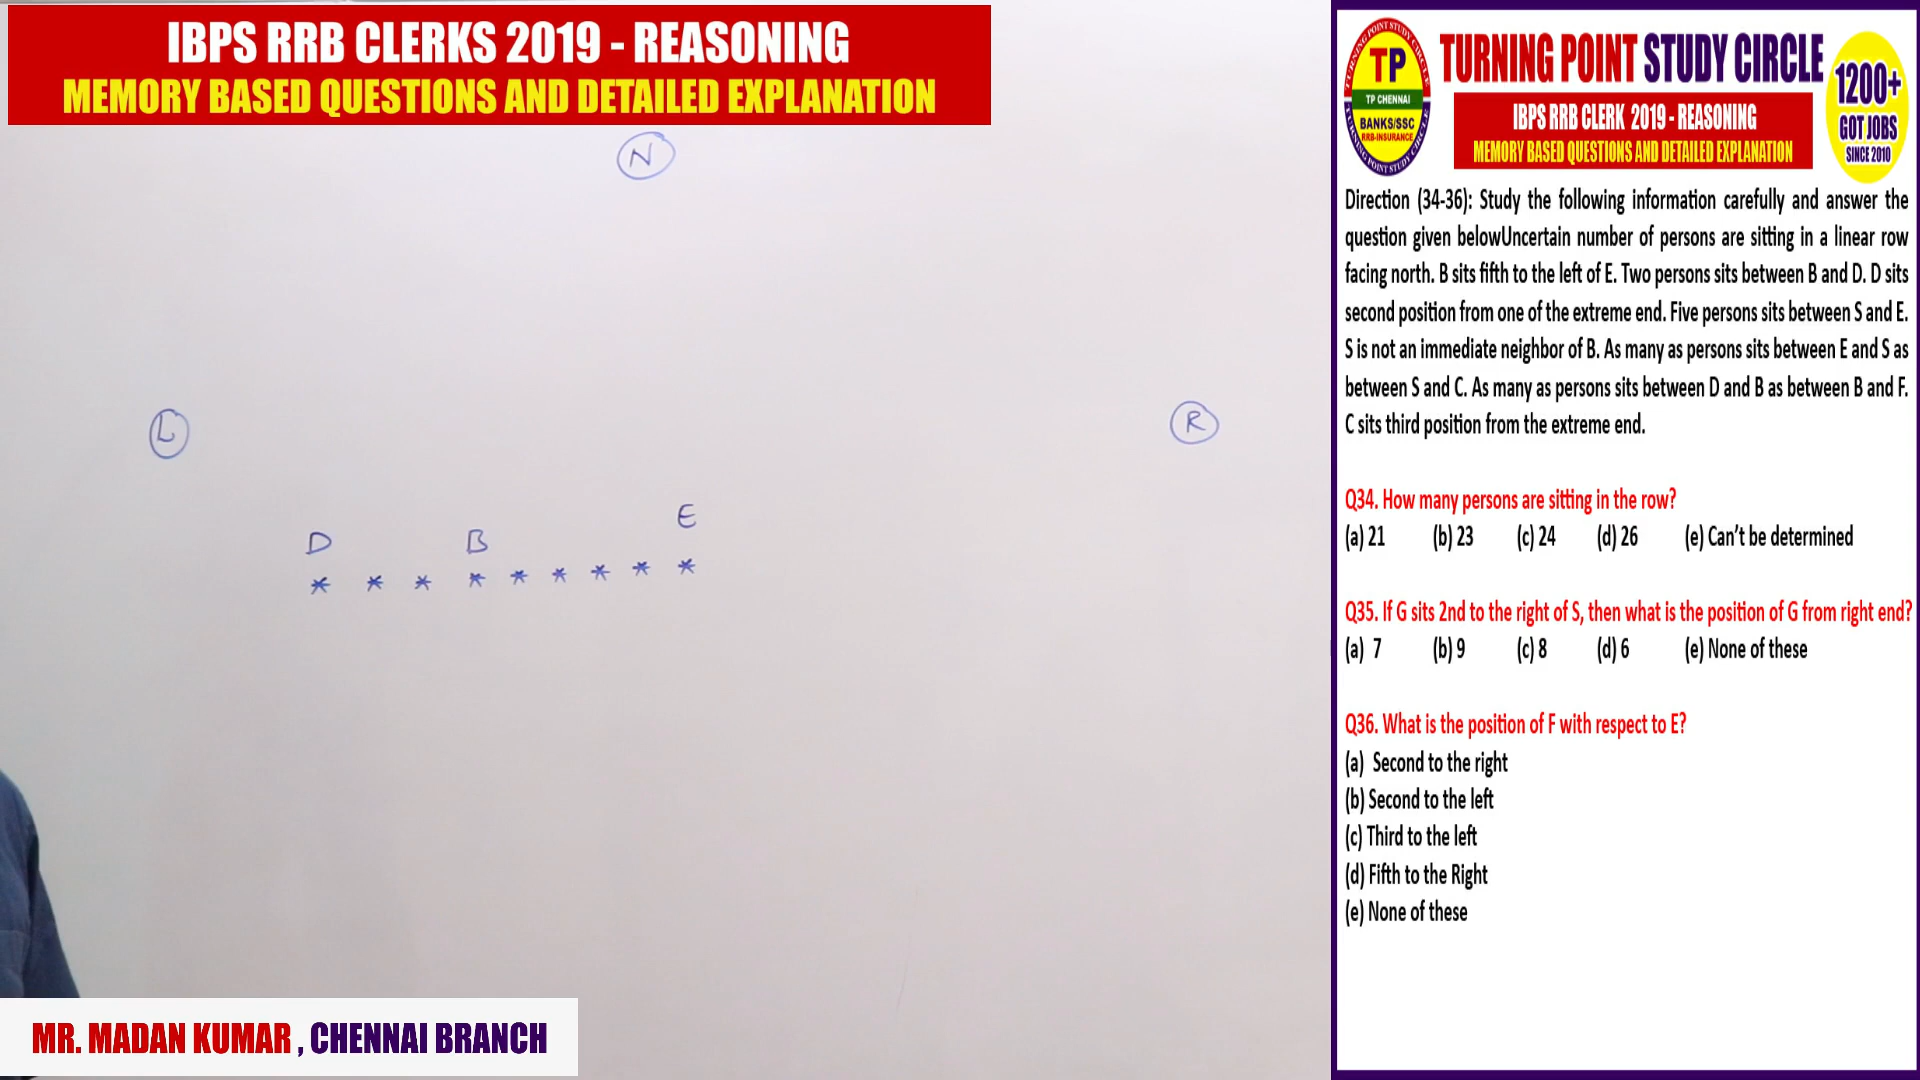 IBPS RRB CLERKS 2019 - REASONING
MEMORY BASED QUESTIONS AND DETAILED EXPLANATION
N
L
R
D B E
* * * * * * * * *
MR. MADAN KUMAR , CHENNAI BRANCH
TURNING POINT STUDY CIRCLE
TURNING POINT STUDY CIRCLE
TP
TP CHENNAI
BANKS/SSC
RRB-INSURANCE
TURNING POINT STUDY CIRCLE
IBPS RRB CLERK 2019 - REASONING
MEMORY BASED QUESTIONS AND DETAILED EXPLANATION
1200+
GOT JOBS
SINCE 2010
Direction (34-36): Study the following information carefully and answer the
question given belowUncertain number of persons are sitting in a linear row
facing north. B sits fifth to the left of E. Two persons sits between B and D. D sits
second position from one of the extreme end. Five persons sits between S and E.
S is not an immediate neighbor of B. As many as persons sits between E and S as
between S and C. As many as persons sits between D and B as between B and F.
C sits third position from the extreme end.
Q34. How many persons are sitting in the row?
(a) 21 (b) 23 (c) 24 (d) 26 (e) Can't be determined
Q35. If G sits 2nd to the right of S, then what is the position of G from right end?
(a) 7 (b) 9 (c) 8 (d) 6 (e) None of these
Q36. What is the position of F with respect to E?
(a) Second to the right
(b) Second to the left
(c) Third to the left
(d) Fifth to the Right
(e) None of these